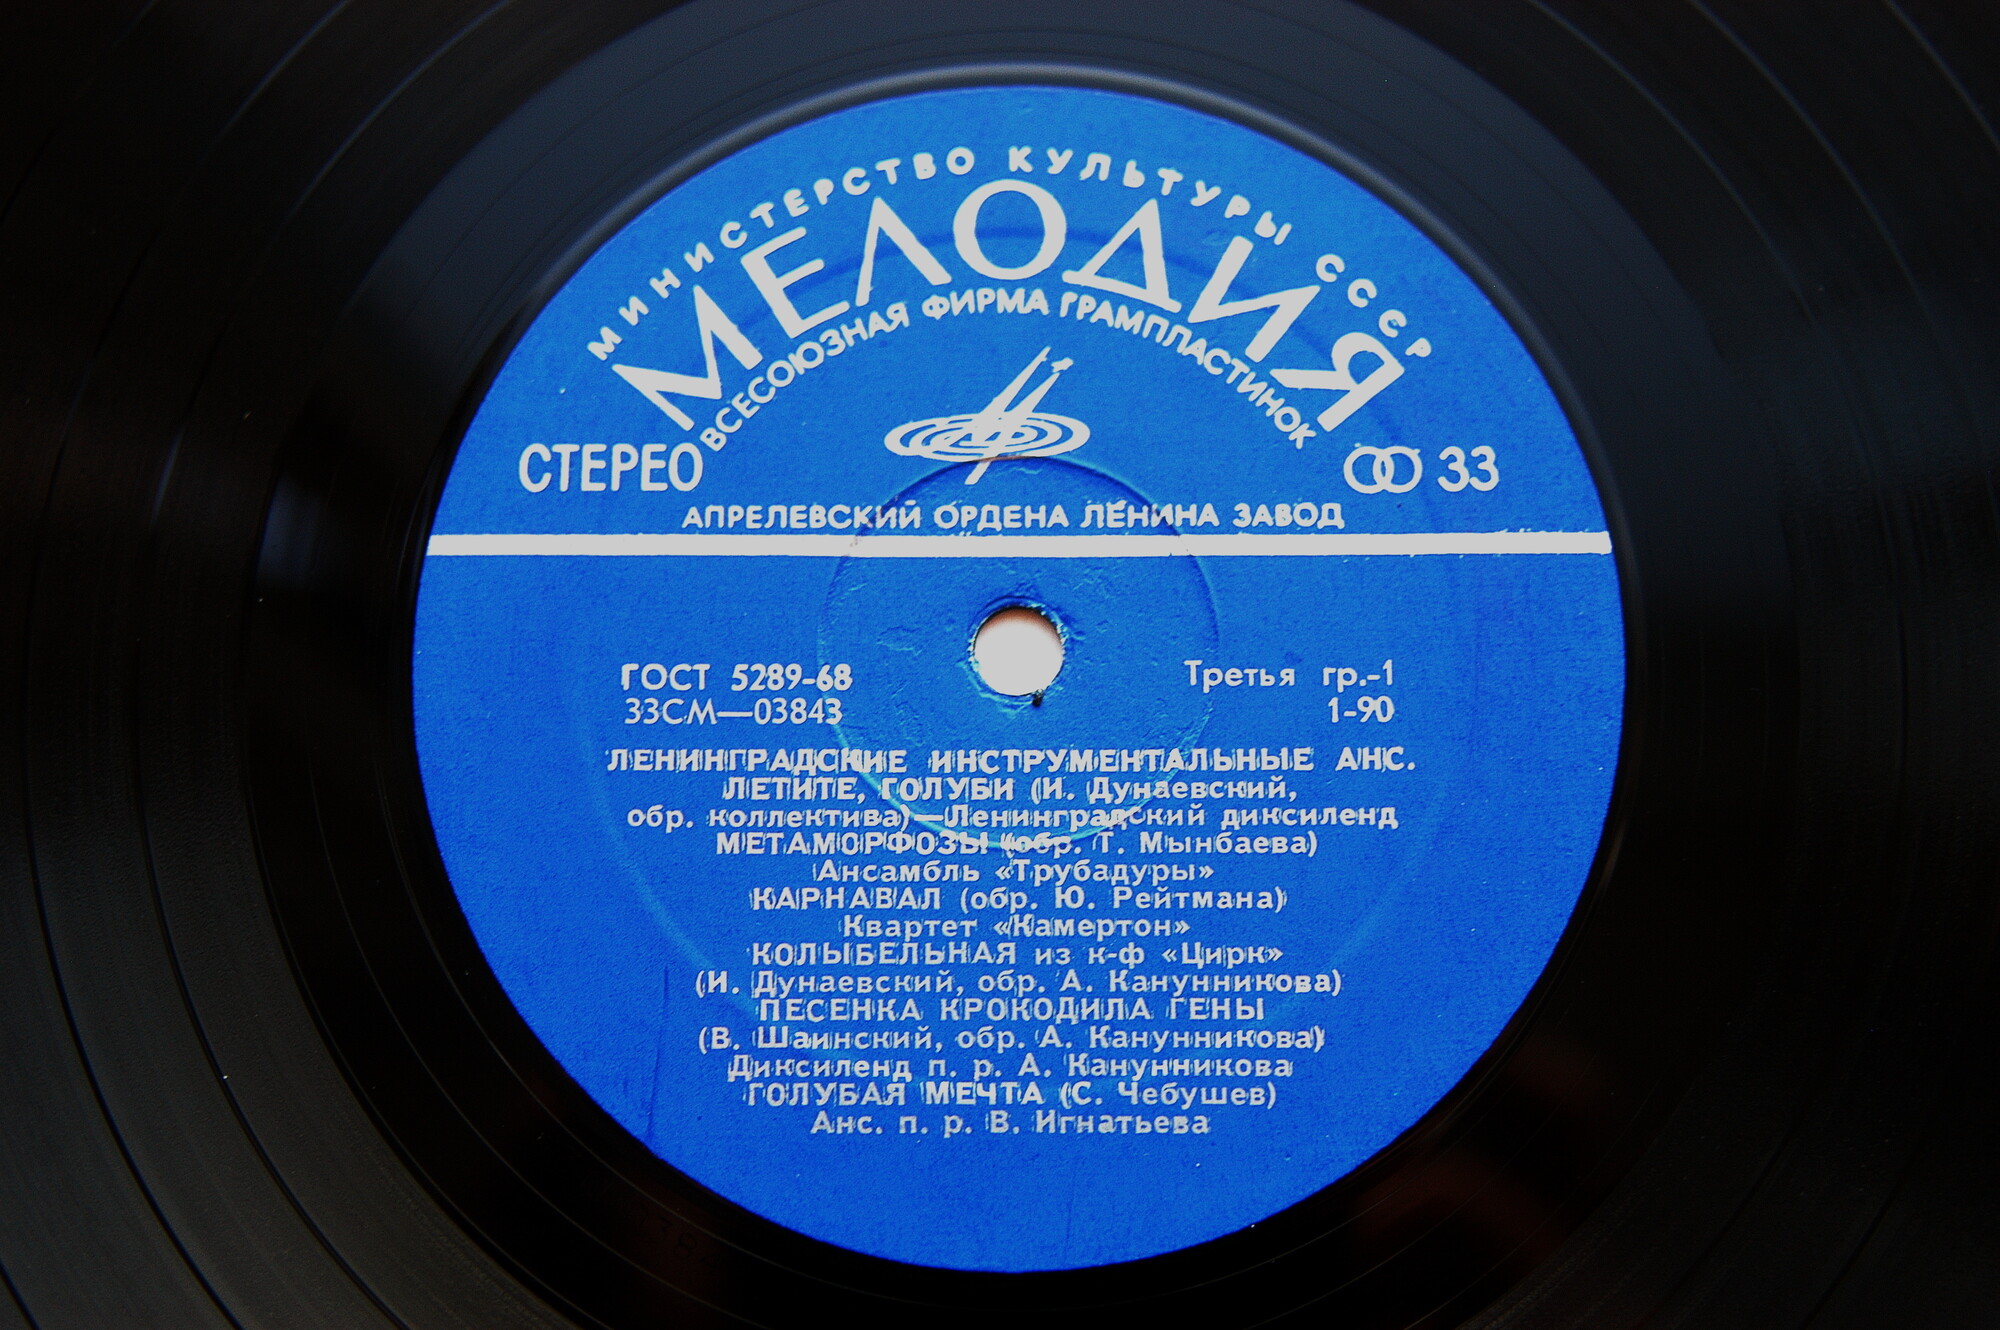 МИНИСТЕРСТВО КУЛЬТУРЫ СССР
МЕЛОДИЯ
ВСЕСОЮЗНАЯ ФИРМА ГРАМПЛАСТИНОК
СТЕРЕО 33
АПРЕЛЕВСКИЙ ОРДЕНА ЛЕНИНА ЗАВОД
ГОСТ 5289-68 Третья гр.-1
33СМ—03843 1-90
ЛЕНИНГРАДСКИЕ ИНСТРУМЕНТАЛЬНЫЕ АНС.
ЛЕТИТЕ, ГОЛУБИ (И. Дунаевский,
обр. коллектива)—Ленинградский диксиленд
МЕТАМОРФОЗЫ (обр. Т. Мынбаева)
Ансамбль «Трубадуры»
КАРНАВАЛ (обр. Ю. Рейтмана)
Квартет «Камертон»
КОЛЫБЕЛЬНАЯ из к-ф «Цирк»
(И. Дунаевский, обр. А. Канунникова)
ПЕСЕНКА КРОКОДИЛА ГЕНЫ
(В. Шаинский, обр. А. Канунникова)
Диксиленд п. р. А. Канунникова
ГОЛУБАЯ МЕЧТА (С. Чебушев)
Анс. п. р. В. Игнатьева